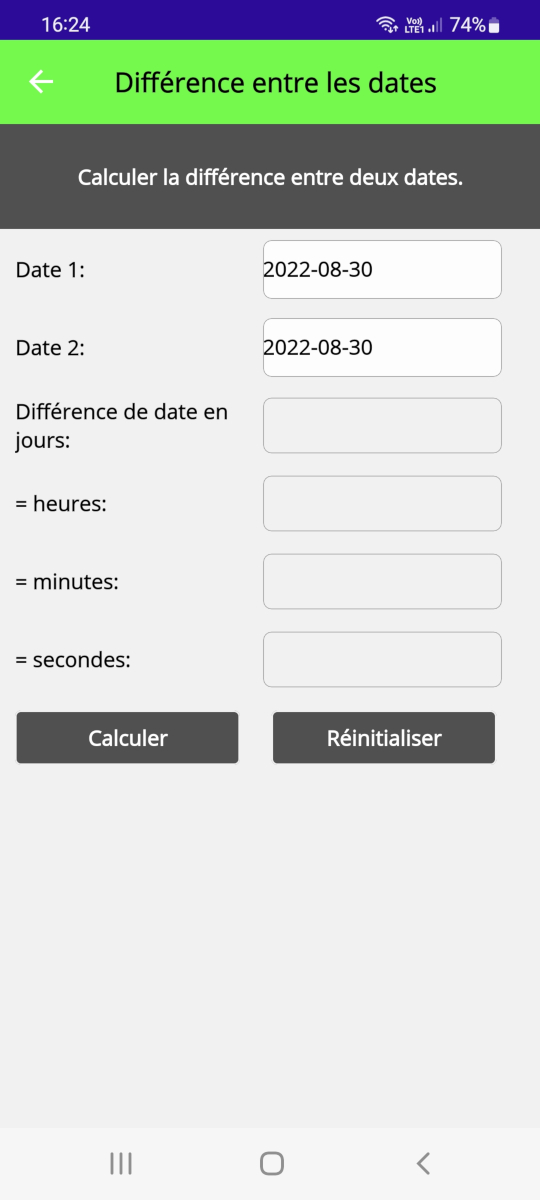 16:24 Vo)) LTE1 74%
Différence entre les dates
Calculer la différence entre deux dates.
Date 1: 2022-08-30
Date 2: 2022-08-30
Différence de date en
jours:
= heures:
= minutes:
= secondes:
Calculer Réinitialiser